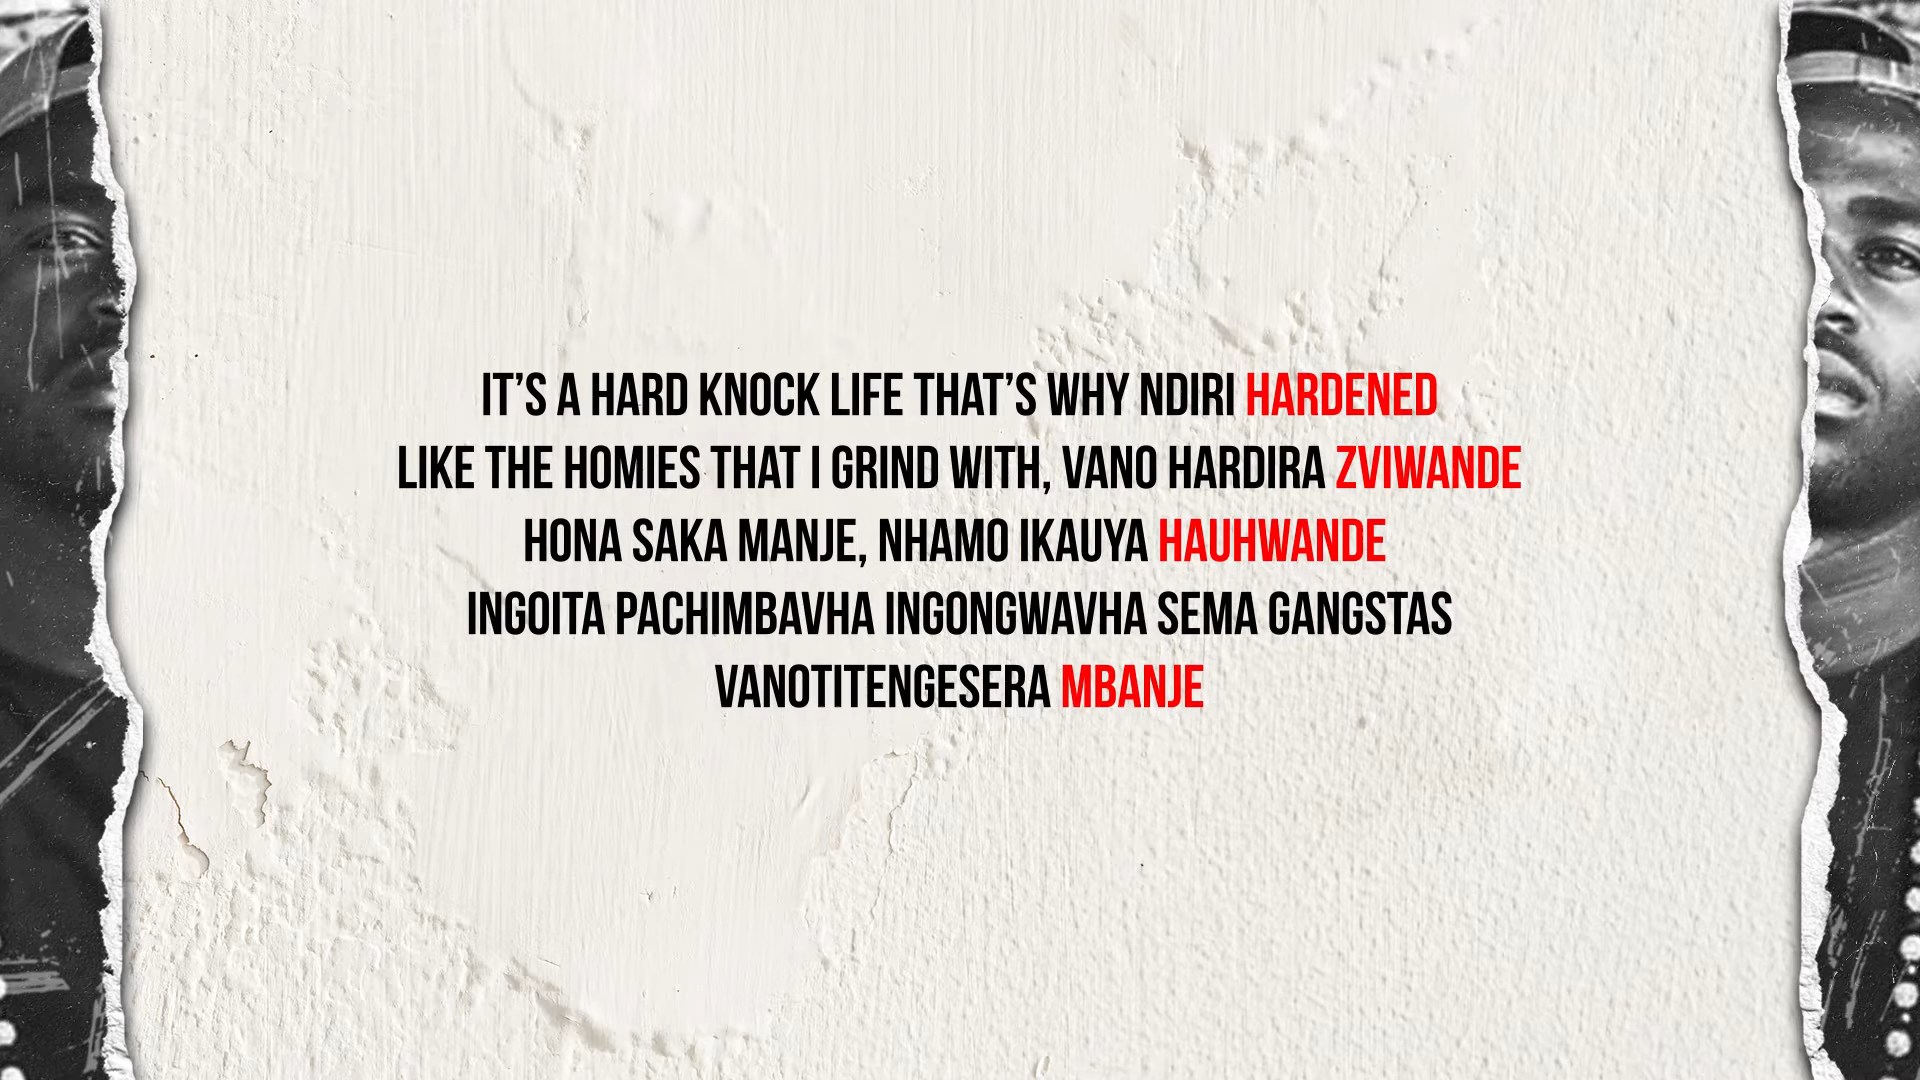 IT’S A HARD KNOCK LIFE THAT’S WHY NDIRI HARDENED
LIKE THE HOMIES THAT I GRIND WITH, VANO HARDIRA ZVIWANDE
HONA SAKA MANJE, NHAMO IKAUYA HAUHWANDE
INGOITA PACHIMBAVHA INGONGWAVHA SEMA GANGSTAS
VANOTITENGESERA MBANJE